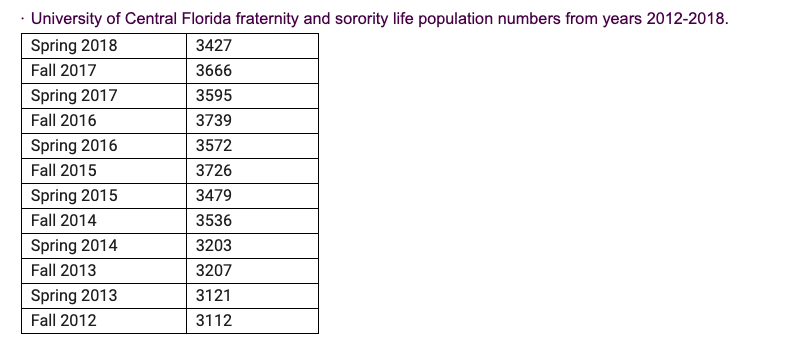 · University of Central Florida fraternity and sorority life population numbers from years 2012-2018.
Spring 2018 3427
Fall 2017 3666
Spring 2017 3595
Fall 2016 3739
Spring 2016 3572
Fall 2015 3726
Spring 2015 3479
Fall 2014 3536
Spring 2014 3203
Fall 2013 3207
Spring 2013 3121
Fall 2012 3112